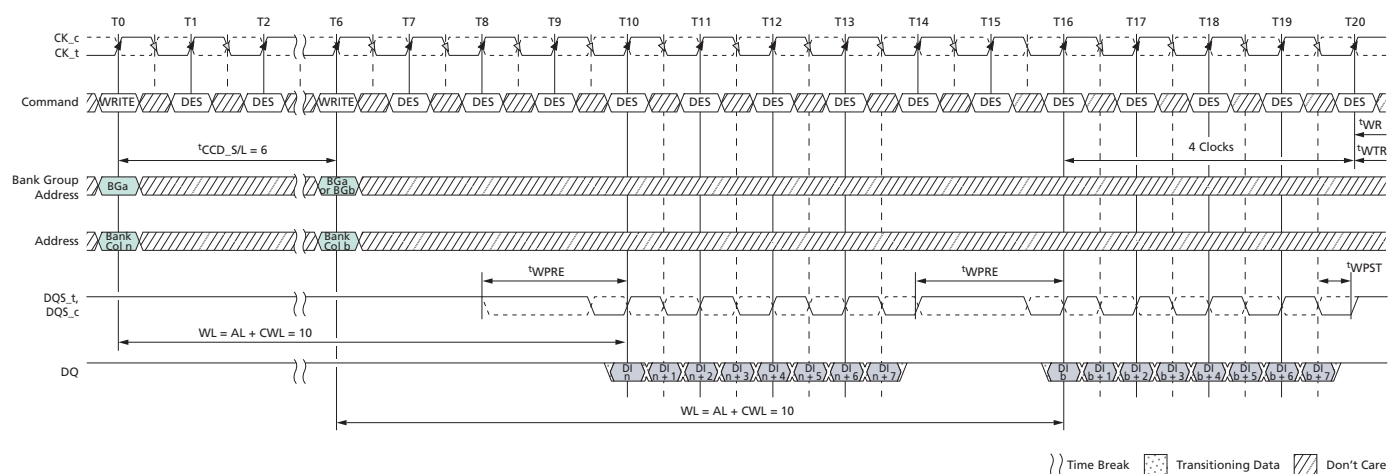 T0 T1 T2 T6 T7 T8 T9 T10 T11 T12 T13 T14 T15 T16 T17 T18 T19 T20
CK_c
CK_t
Command WRITE DES DES WRITE DES DES DES DES DES DES DES DES DES DES DES DES DES DES
tWR
tCCD_S/L = 6
4 Clocks
tWTR
Bank Group
Address
BGa
BGa
or BGb
Address
Bank
Col n
Bank
Col b
tWPRE
tWPRE
tWPST
DQS_t,
DQS_c
WL = AL + CWL = 10
DQ
DI
n
DI
n + 1
DI
n + 2
DI
n + 3
DI
n + 4
DI
n + 5
DI
n + 6
DI
n + 7
DI
b
DI
b + 1
DI
b + 2
DI
b + 3
DI
b + 4
DI
b + 5
DI
b + 6
DI
b + 7
WL = AL + CWL = 10
Time Break Transitioning Data Don't Care